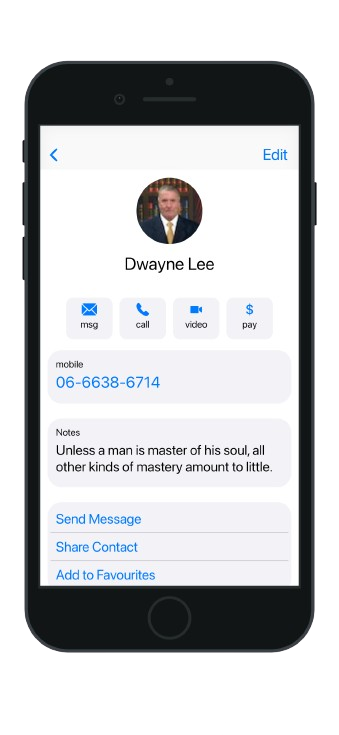 Edit
Dwayne Lee
msg
call
video
$
pay
mobile
06-6638-6714
Notes
Unless a man is master of his soul, all
other kinds of mastery amount to little.
Send Message
Share Contact
Add to Favourites